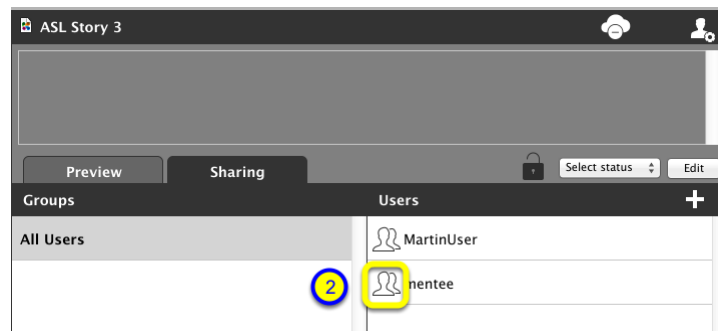 ASL Story 3
Preview Sharing Select status Edit
Groups Users +
All Users
MartinUser
2 nentee